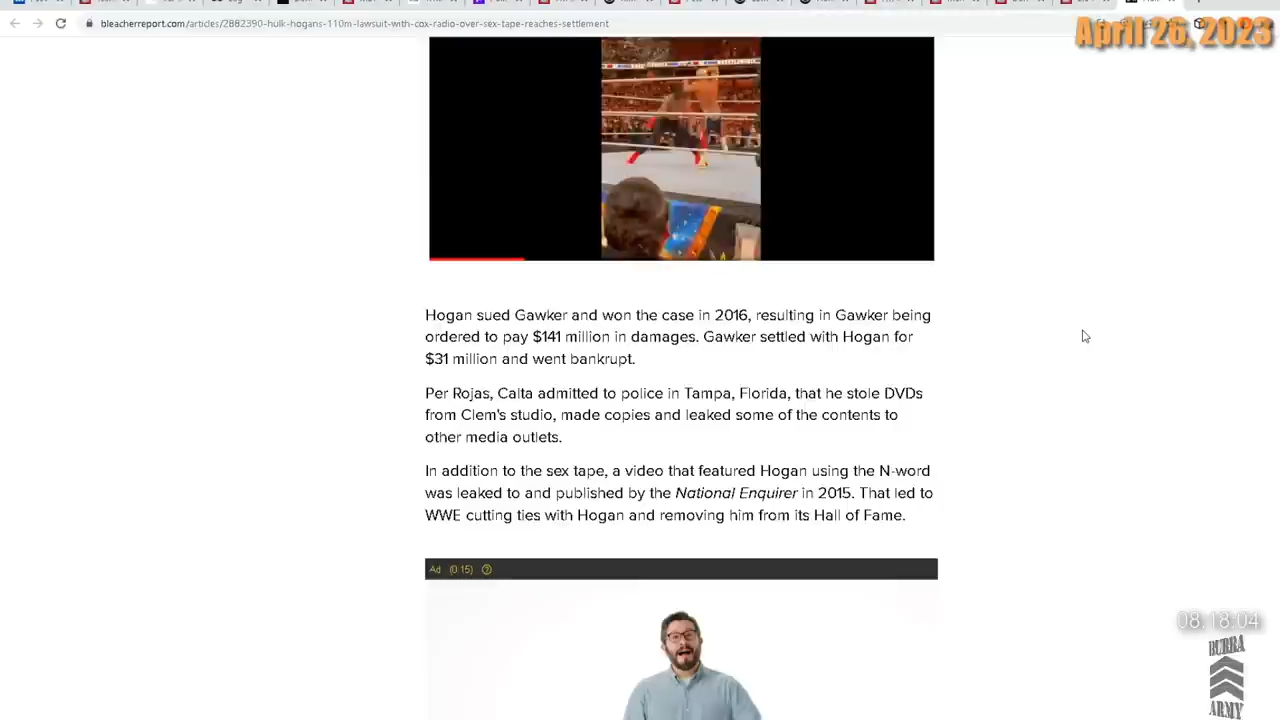 bleacherreport.com/articles/2882390-hulk-hogans-110m-lawsuit-with-cox-radio-over-sex-tape-reaches-settlement
April 26, 2023
Hogan sued Gawker and won the case in 2016, resulting in Gawker being
ordered to pay $141 million in damages. Gawker settled with Hogan for
$31 million and went bankrupt.
Per Rojas, Calta admitted to police in Tampa, Florida, that he stole DVDs
from Clem's studio, made copies and leaked some of the contents to
other media outlets.
In addition to the sex tape, a video that featured Hogan using the N-word
was leaked to and published by the National Enquirer in 2015. That led to
WWE cutting ties with Hogan and removing him from its Hall of Fame.
Ad (0:15)
08:18:04
BUBBA
ARMY